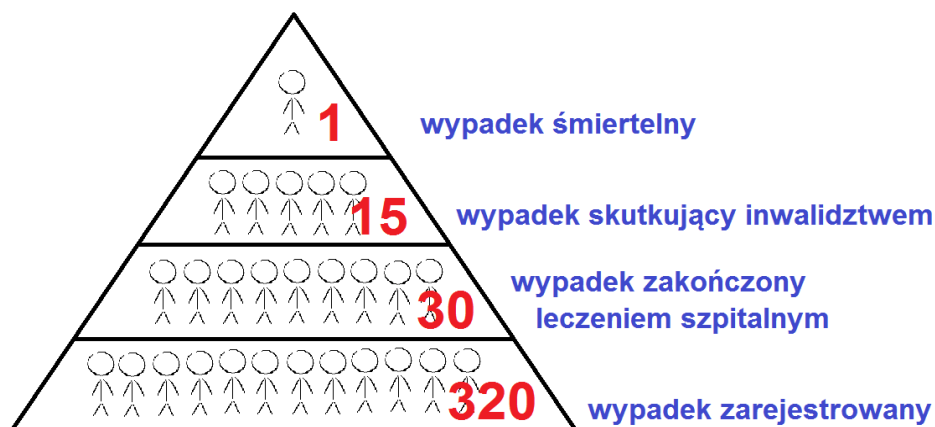 1 wypadek śmiertelny
15 wypadek skutkujący inwalidztwem
30 wypadek zakończony
leczeniem szpitalnym
320 wypadek zarejestrowany